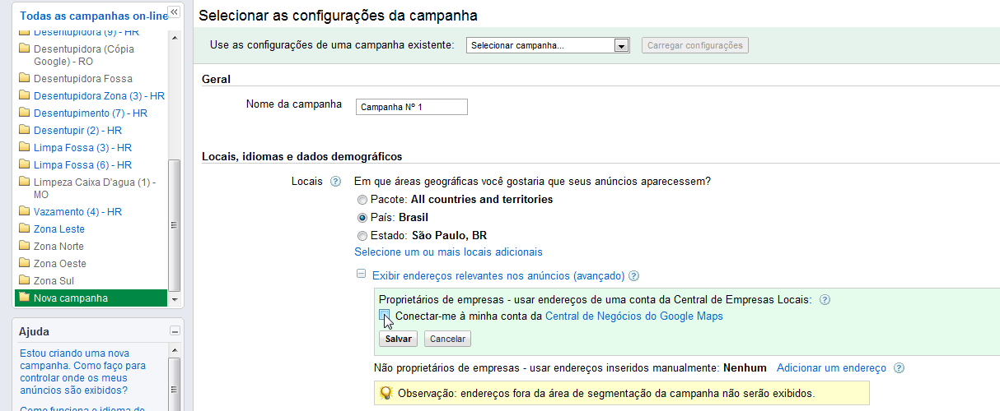 Todas as campanhas on-line
Desentupidora (9) - HR
Desentupidora (Cópia
Google) - RO
Desentupidora Fossa
Desentupidora Zona (3) - HR
Desentupimento (7) - HR
Desentupir (2) - HR
Limpa Fossa (3) - HR
Limpa Fossa (6) - HR
Limpeza Caixa D'agua (1) -
MO
Vazamento (4) - HR
Zona Leste
Zona Norte
Zona Oeste
Zona Sul
Nova campanha
Ajuda
Estou criando uma nova
campanha. Como faço para
controlar onde os meus
anúncios são exibidos?
Como funciona o idioma de
Selecionar as configurações da campanha
Use as configurações de uma campanha existente: Selecionar campanha... Carregar configurações
Geral
Nome da campanha Campanha Nº 1
Locais, idiomas e dados demográficos
Locais Em que áreas geográficas você gostaria que seus anúncios aparecessem?
Pacote: All countries and territories
País: Brasil
Estado: São Paulo, BR
Selecione um ou mais locais adicionais
Exibir endereços relevantes nos anúncios (avançado)
Proprietários de empresas - usar endereços de uma conta da Central de Empresas Locais:
Conectar-me à minha conta da Central de Negócios do Google Maps
Salvar Cancelar
Não proprietários de empresas - usar endereços inseridos manualmente: Nenhum Adicionar um endereço
Observação: endereços fora da área de segmentação da campanha não serão exibidos.